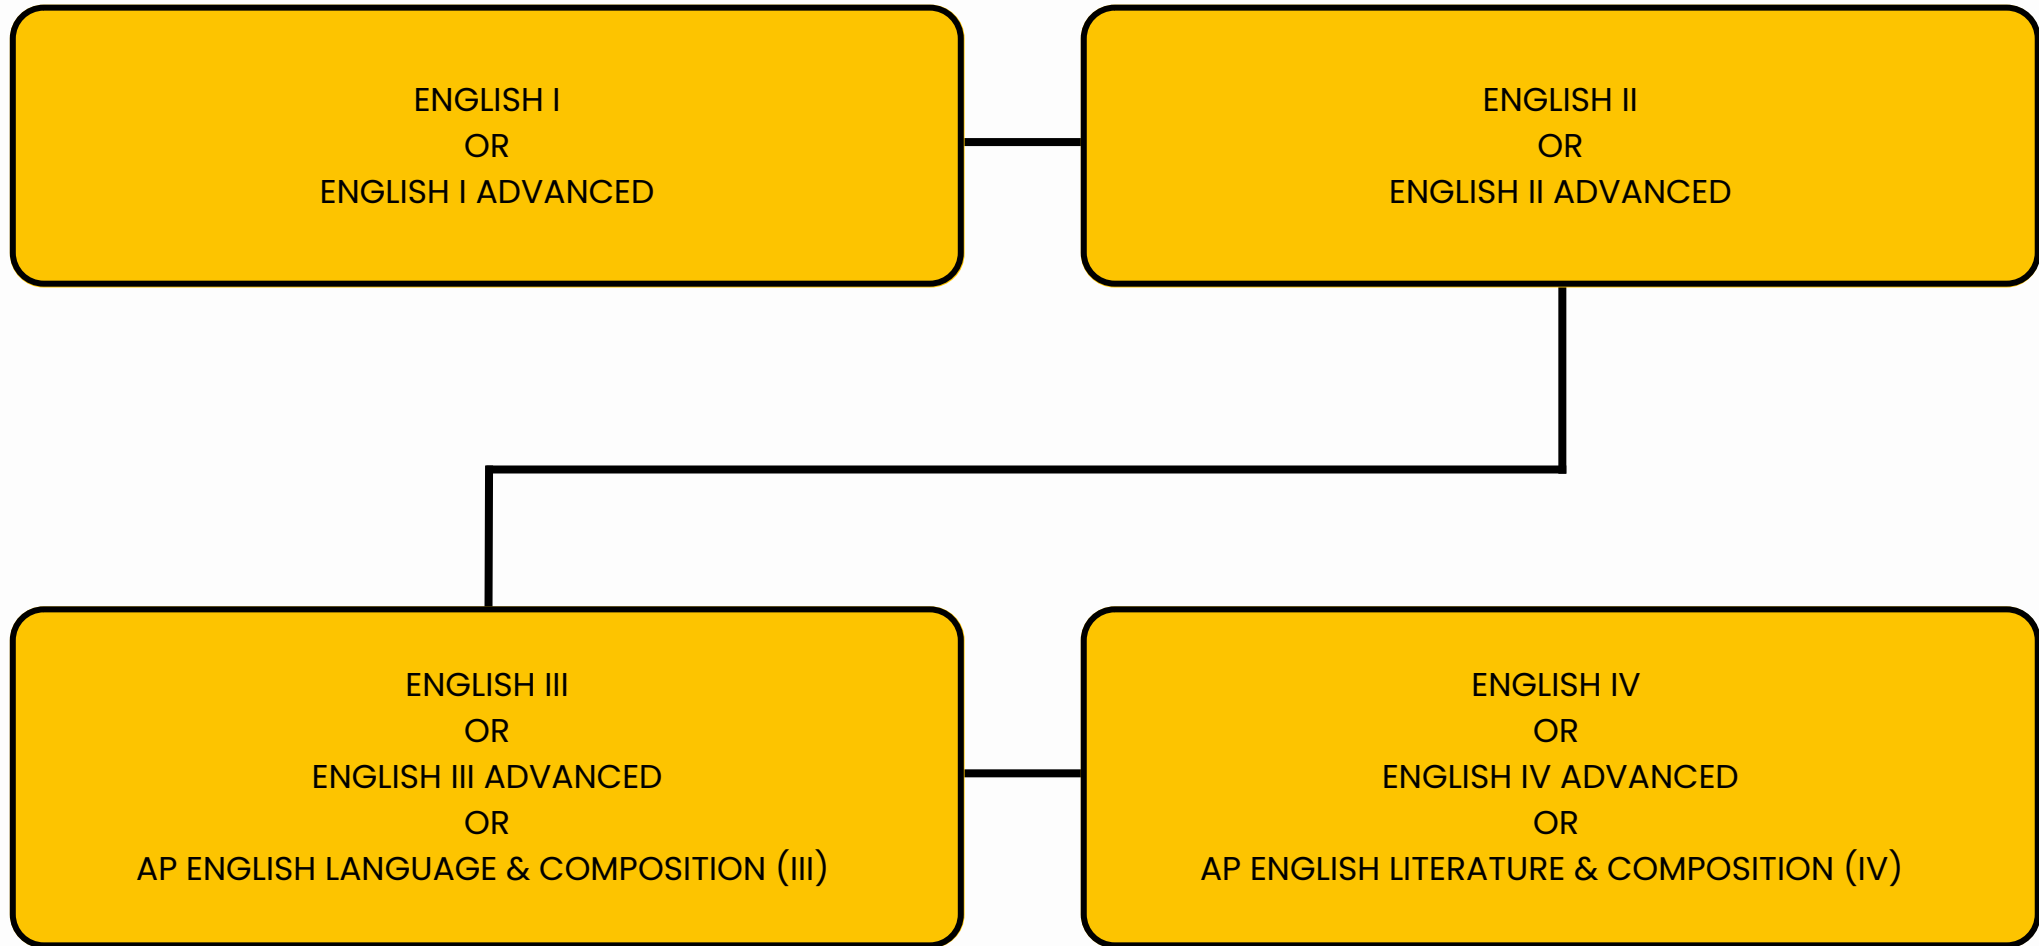 ENGLISH I
OR
ENGLISH I ADVANCED
ENGLISH II
OR
ENGLISH II ADVANCED
ENGLISH III
OR
ENGLISH III ADVANCED
OR
AP ENGLISH LANGUAGE & COMPOSITION (III)
ENGLISH IV
OR
ENGLISH IV ADVANCED
OR
AP ENGLISH LITERATURE & COMPOSITION (IV)